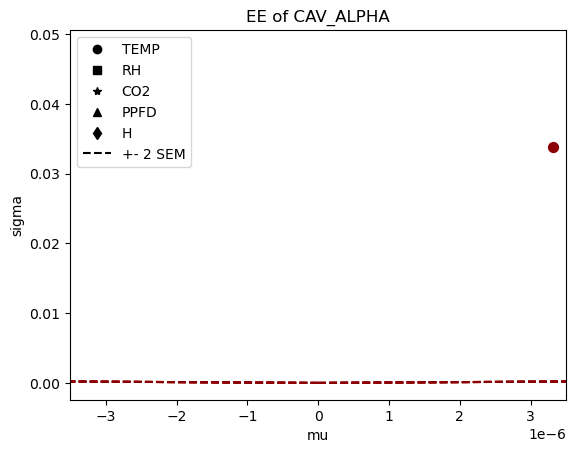 EE of CAV_ALPHA
0.05
0.04
0.03
0.02
0.01
0.00
sigma
TEMP
RH
CO2
PPFD
H
+- 2 SEM
−3
−2
−1
0
1
2
3
1e−6
mu